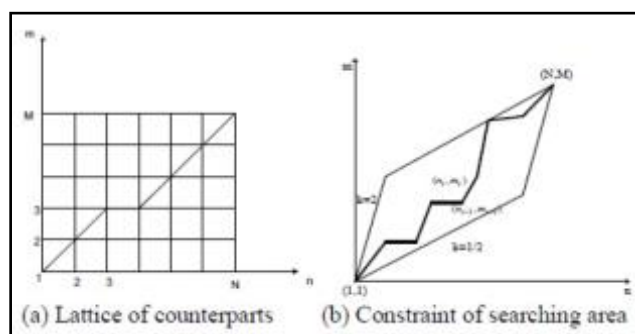 m
M
3
2
1
2
3
N
n
(a) Lattice of counterparts
m
(N,M)
k=2
k=1/2
(1,1)
n
(b) Constraint of searching area